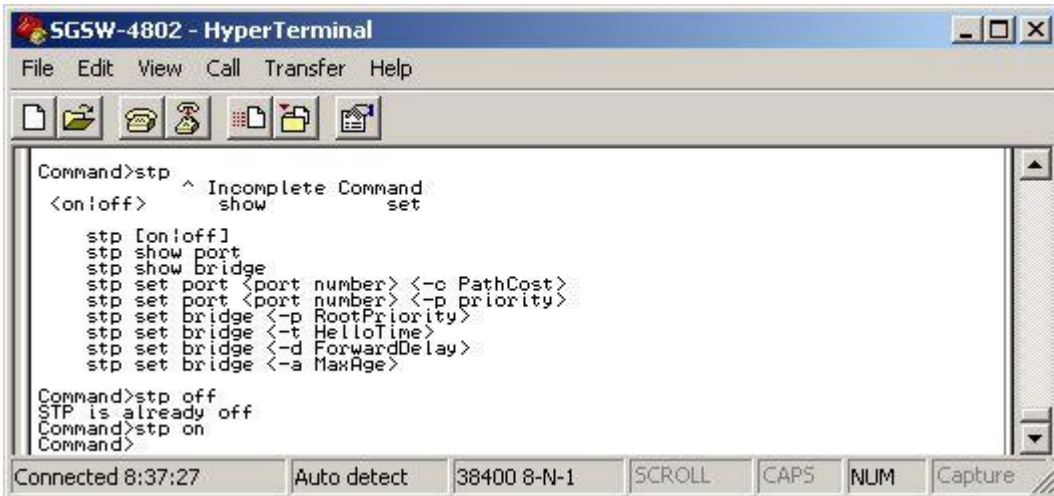 SGSW-4802 - HyperTerminal
File Edit View Call Transfer Help
Command>stp
^ Incomplete Command
<on|off> show set
stp [on|off]
stp show port
stp show bridge
stp set port <port number> <-c PathCost>
stp set port <port number> <-p priority>
stp set bridge <-p RootPriority>
stp set bridge <-t HelloTime>
stp set bridge <-d ForwardDelay>
stp set bridge <-a MaxAge>
Command>stp off
STP is already off
Command>stp on
Command>
Connected 8:37:27 Auto detect 38400 8-N-1 SCROLL CAPS NUM Capture